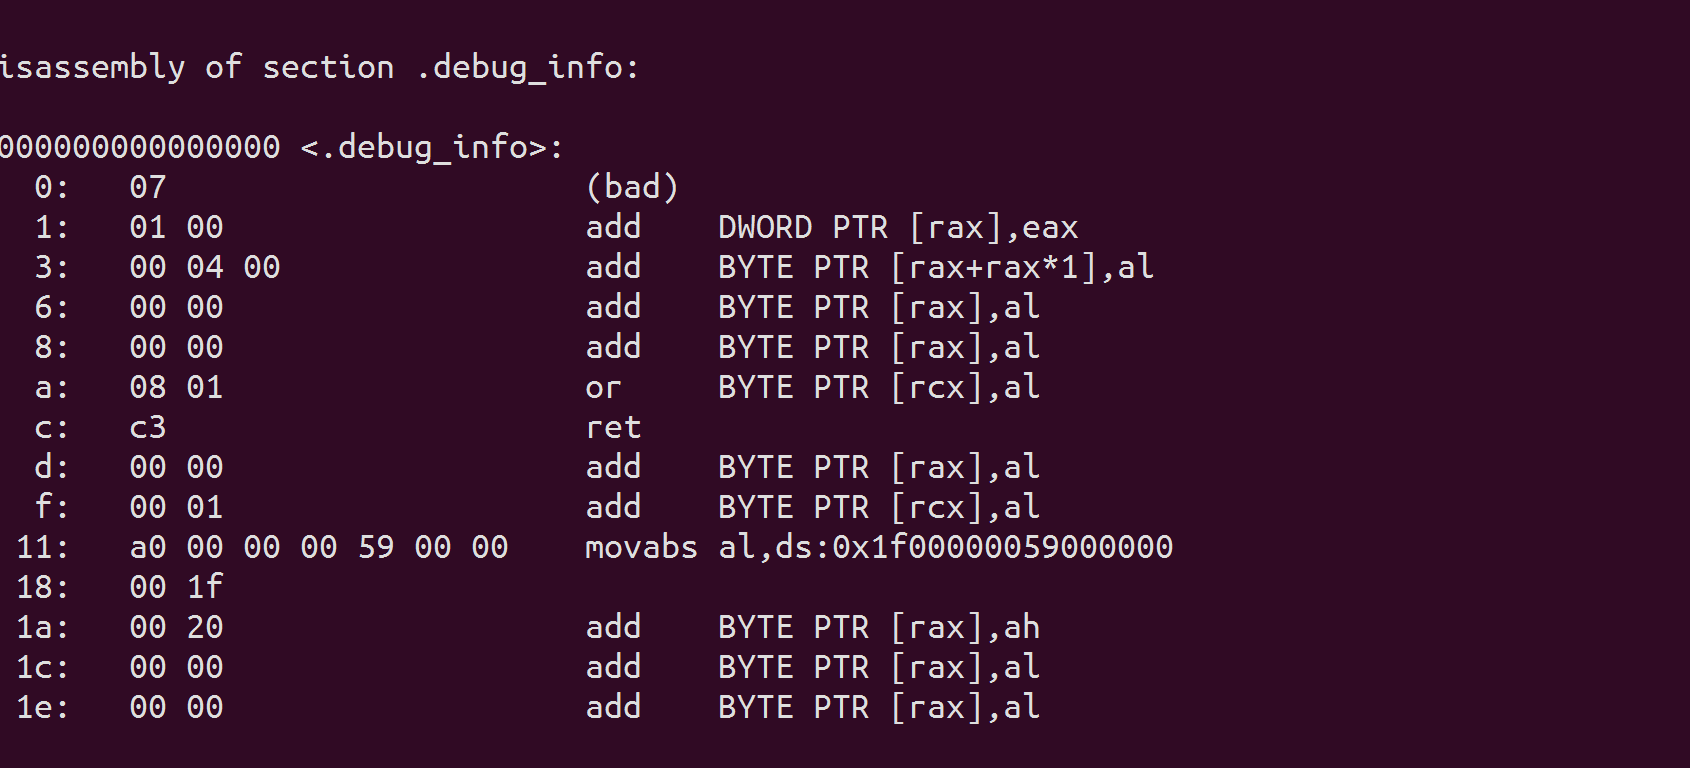 isassembly of section .debug_info:
000000000000000 <.debug_info>:
0: 07 (bad)
1: 01 00 add DWORD PTR [rax],eax
3: 00 04 00 add BYTE PTR [rax+rax*1],al
6: 00 00 add BYTE PTR [rax],al
8: 00 00 add BYTE PTR [rax],al
a: 08 01 or BYTE PTR [rcx],al
c: c3 ret
d: 00 00 add BYTE PTR [rax],al
f: 00 01 add BYTE PTR [rcx],al
11: a0 00 00 00 59 00 00 movabs al,ds:0x1f00000059000000
18: 00 1f
1a: 00 20 add BYTE PTR [rax],ah
1c: 00 00 add BYTE PTR [rax],al
1e: 00 00 add BYTE PTR [rax],al